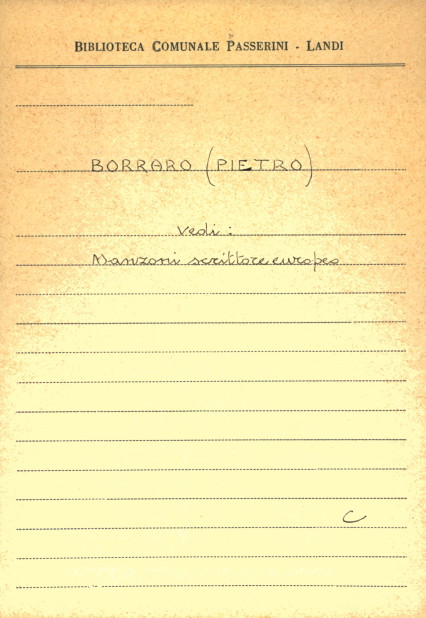 BIBLIOTECA COMUNALE PASSERINI - LANDI
BORRARO (PIETRO)
Vedi:
Manzoni scrittore europeo
C